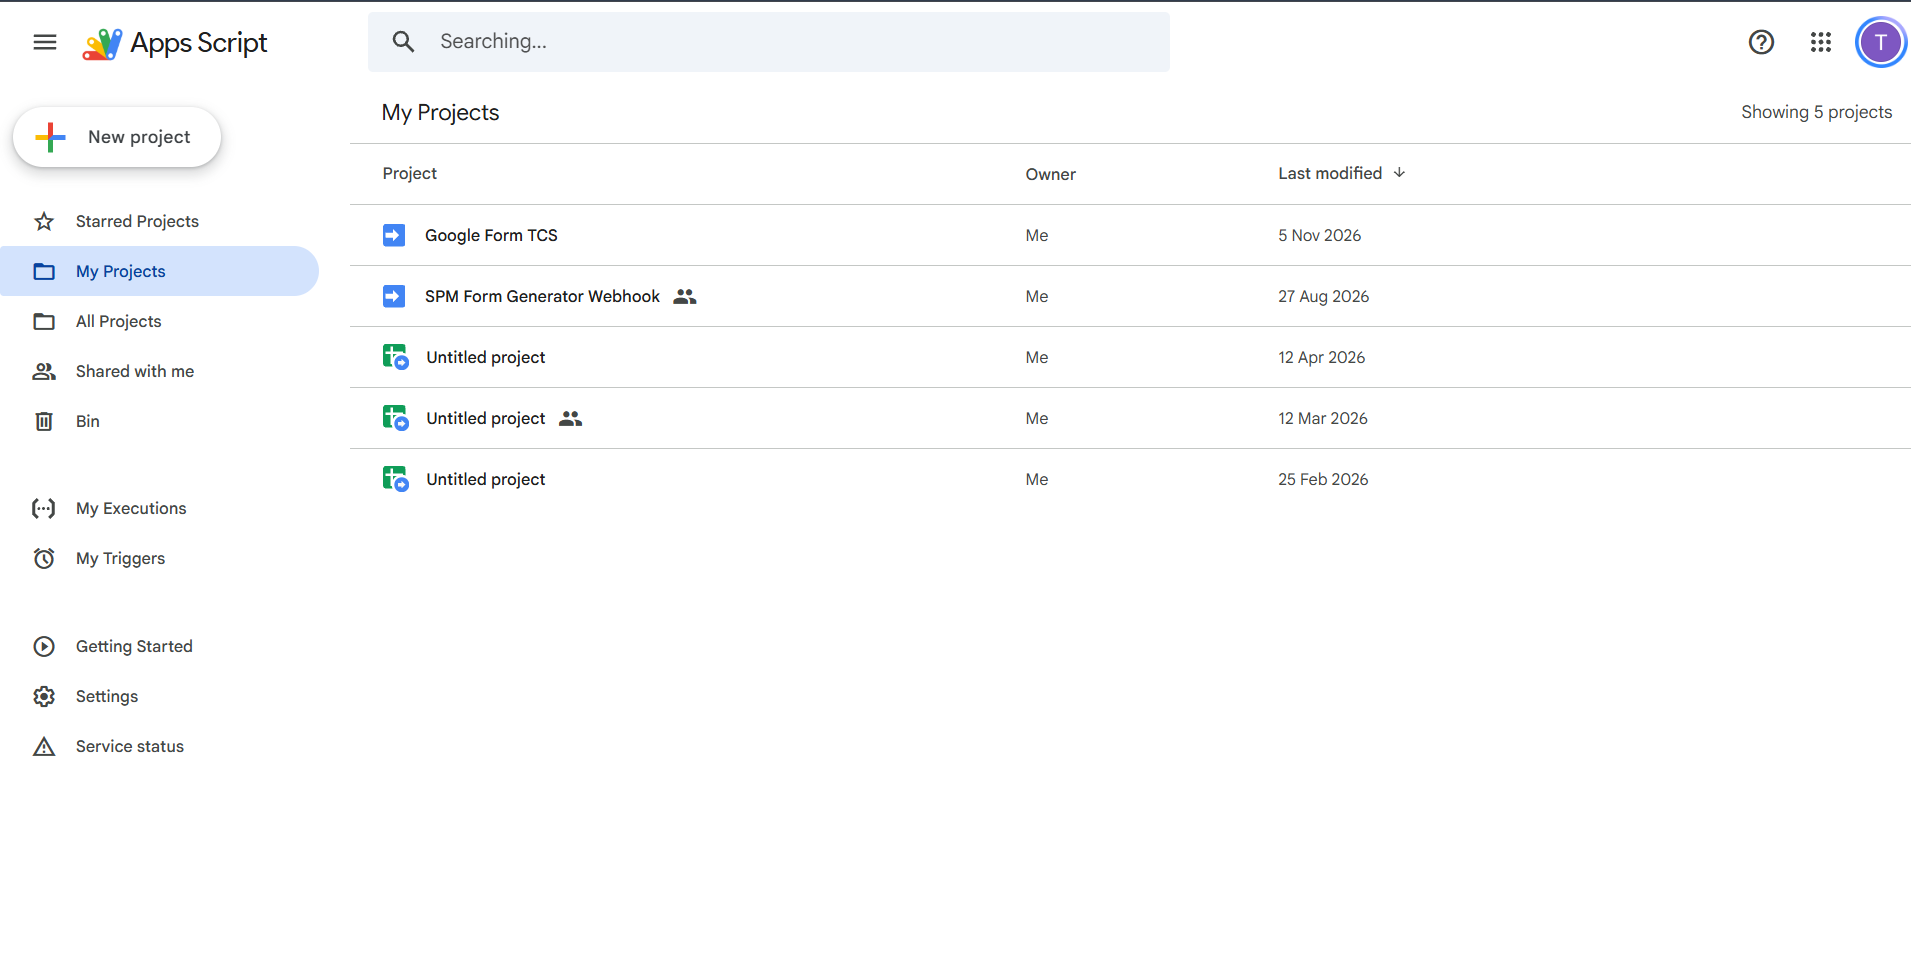 Apps Script
Searching...
T
New project
Starred Projects
My Projects
All Projects
Shared with me
Bin
My Executions
My Triggers
Getting Started
Settings
Service status
My Projects
Showing 5 projects
Project Owner Last modified
Google Form TCS Me 5 Nov 2026
SPM Form Generator Webhook Me 27 Aug 2026
Untitled project Me 12 Apr 2026
Untitled project Me 12 Mar 2026
Untitled project Me 25 Feb 2026